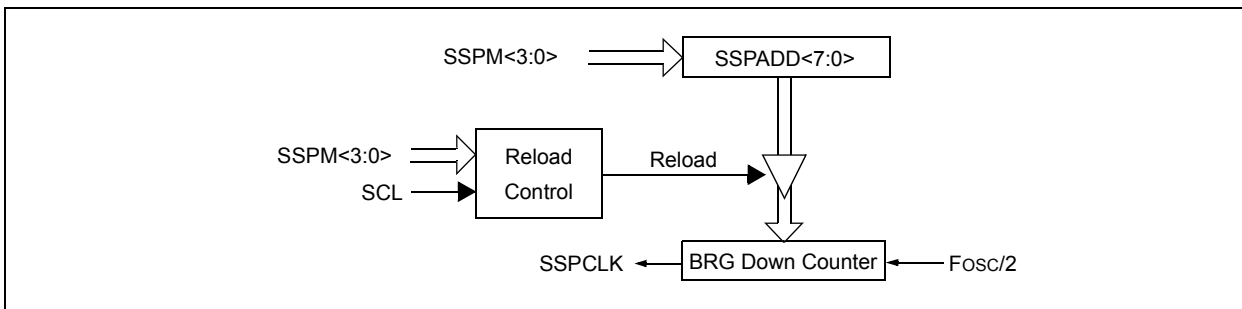 SSPM<3:0>
SSPADD<7:0>
SSPM<3:0>
SCL
Reload
Control
Reload
SSPCLK
BRG Down Counter
FOSC/2